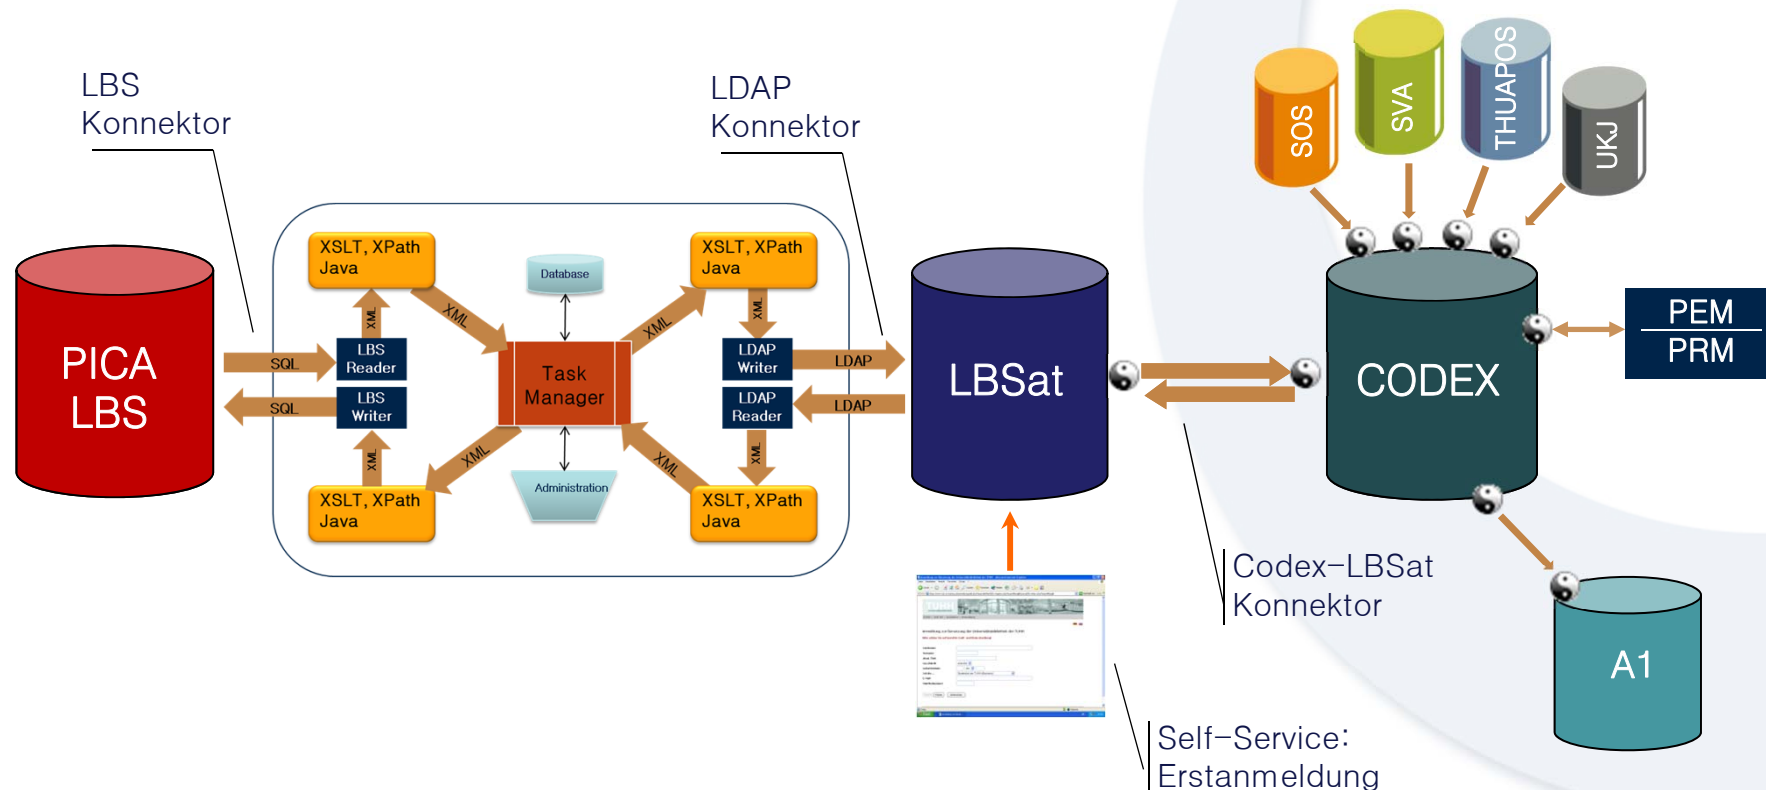 LBS
Konnektor
LDAP
Konnektor
SOS
SVA
THUAPOS
UKJ
XSLT, XPath
Java
XSLT, XPath
Java
Database
XML
XML
XML
XML
PICA
LBS
SQL
LBS
Reader
SQL
LBS
Writer
Task
Manager
LDAP
Writer
LDAP
LDAP
Reader
LDAP
LBSat
CODEX
PEM
PRM
XML
XML
XML
XML
XSLT, XPath
Java
Administration
XSLT, XPath
Java
Codex-LBSat
Konnektor
A1
Self-Service:
Erstanmeldung